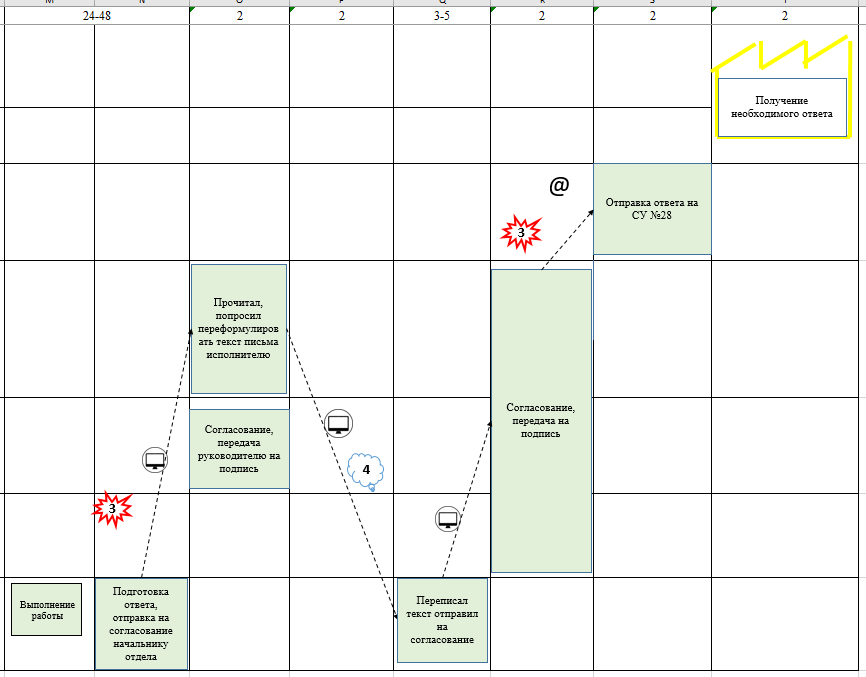 24-48
2
2
3-5
2
2
2
Получение
необходимого ответа
@
3
Отправка ответа на
СУ №28
Прочитал,
попросил
переформулиров
ать текст письма
исполнителю
Согласование,
передача
руководителю на
подпись
4
3
Согласование,
передача на
подпись
Выполнение
работы
Подготовка
ответа,
отправка на
согласование
начальнику
отдела
Переписал
текст отправил
на
согласование